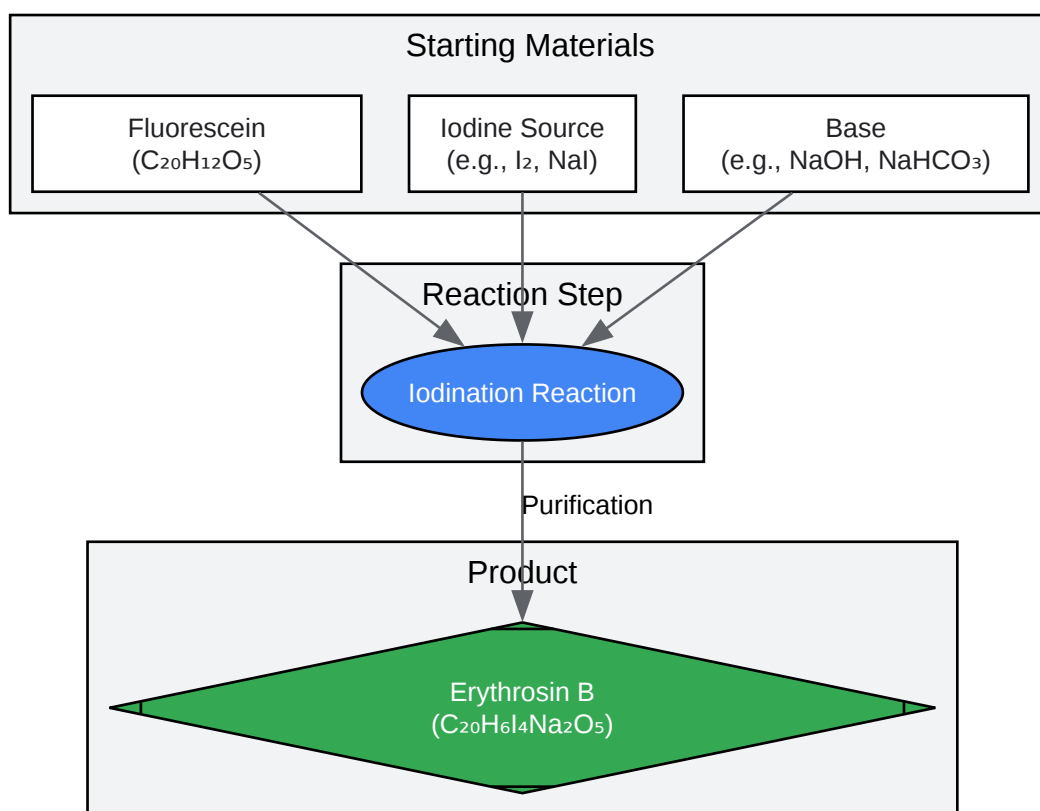 Starting Materials
Fluorescein
(C₂₀H₁₂O₅)
Iodine Source
(e.g., I₂, NaI)
Base
(e.g., NaOH, NaHCO₃)
Reaction Step
Iodination Reaction
Purification
Product
Erythrosin B
(C₂₀H₆I₄Na₂O₅)